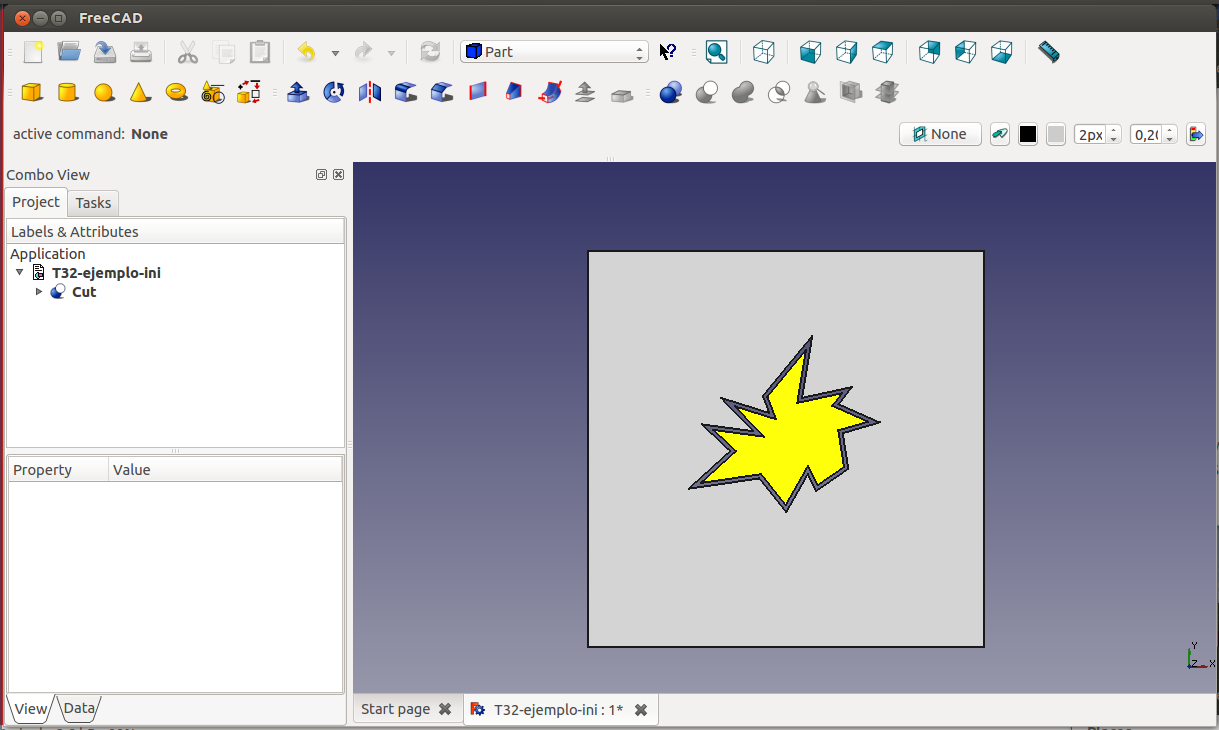 FreeCAD
Part
active command: None
None
2px
0,2(
Combo View
Project
Tasks
Labels & Attributes
Application
T32-ejemplo-ini
Cut
Property
Value
Y
Z
X
View
Data
Start page
T32-ejemplo-ini : 1*